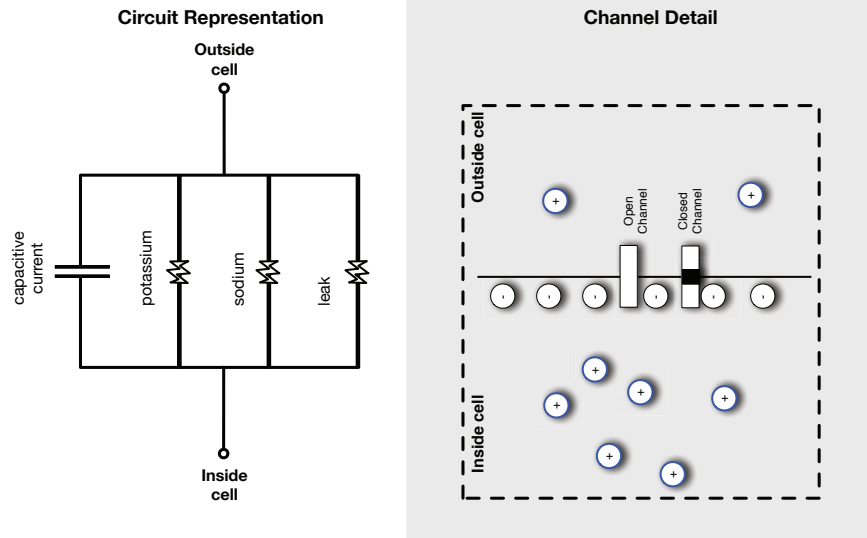 Circuit Representation
Outside
cell
capacitive
current
potassium
sodium
leak
Inside
cell
Channel Detail
Outside cell
+
+
Open
Channel
Closed
Channel
-
-
-
-
-
-
Inside cell
+
+
+
+
+
+